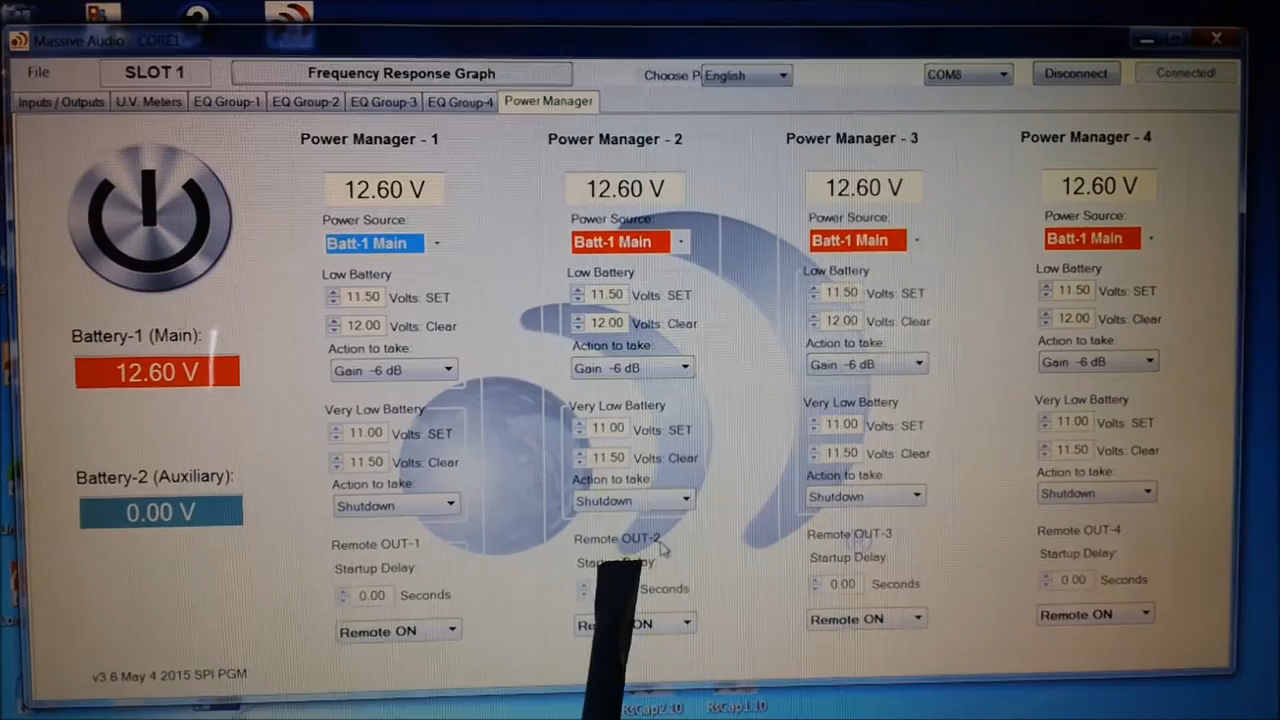 Massive Audio - CORE1
File
SLOT 1
Frequency Response Graph
Choose P
English
COM8
Disconnect
Connected!
Inputs / Outputs
U.V. Meters
EQ Group-1
EQ Group-2
EQ Group-3
EQ Group-4
Power Manager
Battery-1 (Main):
12.60 V
Battery-2 (Auxiliary):
0.00 V
v3.6 May 4 2015 SPI PGM
Power Manager - 1
12.60 V
Power Source:
Batt-1 Main
Low Battery
11.50 Volts: SET
12.00 Volts: Clear
Action to take:
Gain -6 dB
Very Low Battery
11.00 Volts: SET
11.50 Volts: Clear
Action to take:
Shutdown
Remote OUT-1
Startup Delay:
0.00 Seconds
Remote ON
Power Manager - 2
12.60 V
Power Source:
Batt-1 Main
Low Battery
11.50 Volts: SET
12.00 Volts: Clear
Action to take:
Gain -6 dB
Very Low Battery
11.00 Volts: SET
11.50 Volts: Clear
Action to take
Shutdown
Remote OUT-2
Seconds
ON
Power Manager - 3
12.60 V
Power Source:
Batt-1 Main
Low Battery
11.50 Volts: SET
12.00 Volts: Clear
Action to take:
Gain -6 dB
Very Low Battery
11.00 Volts: SET
11.50 Volts: Clear
Action to take:
Shutdown
Remote OUT-3
Startup Delay:
0.00 Seconds
Remote ON
Power Manager - 4
12.60 V
Power Source:
Batt-1 Main
Low Battery
11.50 Volts: SET
12.00 Volts: Clear
Action to take:
Gain -6 dB
Very Low Battery
11.00 Volts: SET
11.50 Volts: Clear
Action to take:
Shutdown
Remote OUT-4
Startup Delay:
0.00 Seconds
Remote ON
RsCap2.10
RsCap1.10